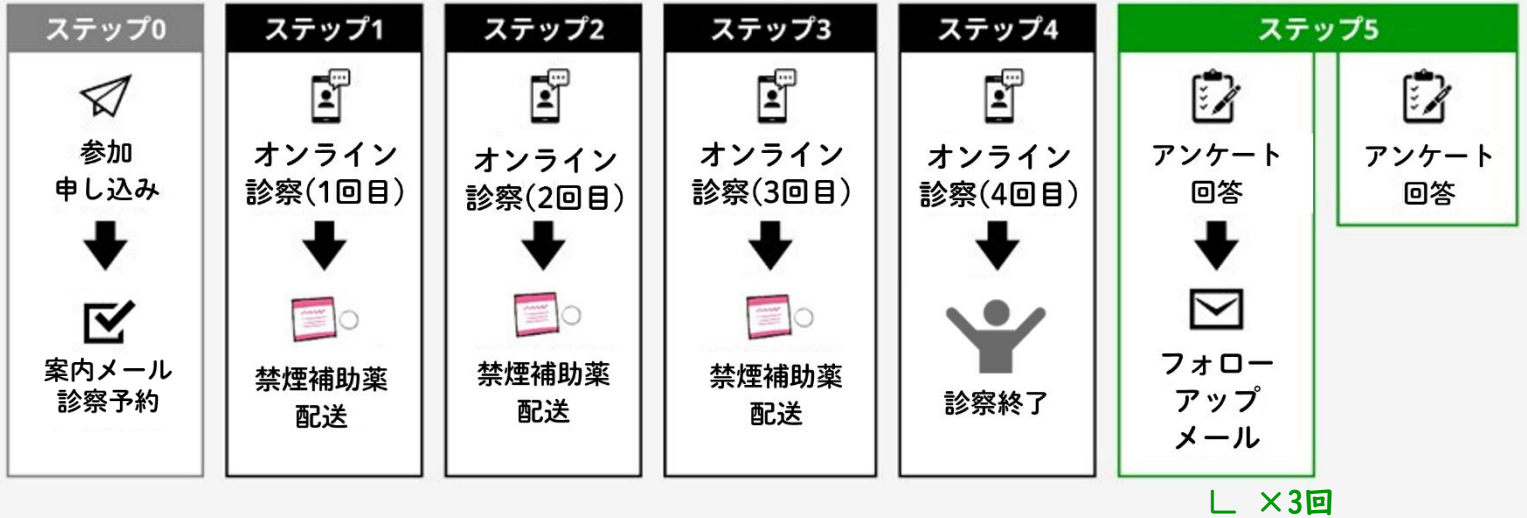 ステップ0
参加
申し込み
案内メール
診察予約
ステップ1
オンライン
診察(1回目)
禁煙補助薬
配送
ステップ2
オンライン
診察(2回目)
禁煙補助薬
配送
ステップ3
オンライン
診察(3回目)
禁煙補助薬
配送
ステップ4
オンライン
診察(4回目)
診察終了
ステップ5
アンケート
回答
フォロー
アップ
メール
×3回
アンケート
回答